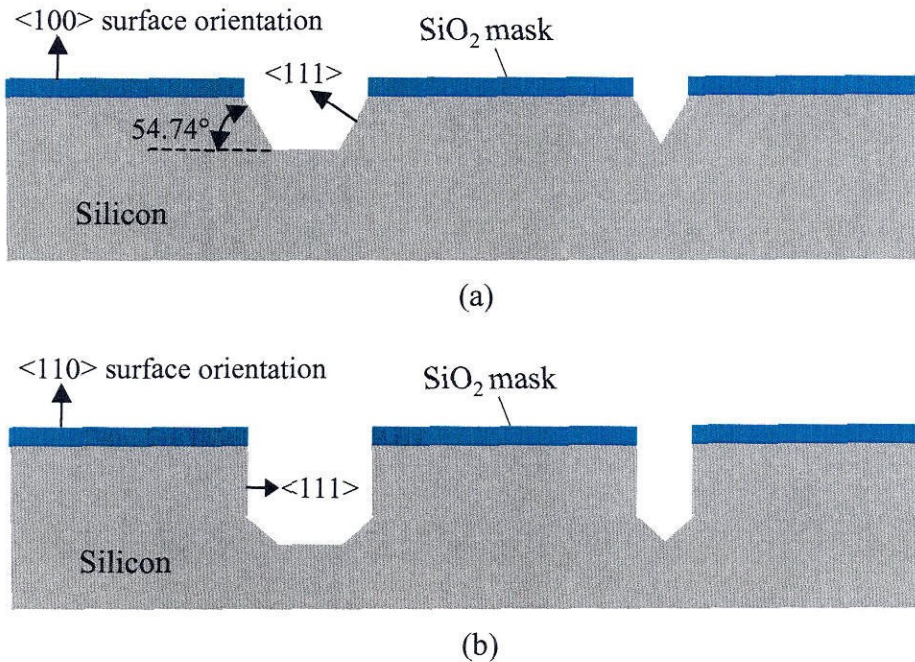 <100> surface orientation
SiO₂ mask
<111>
54.74°
Silicon
(a)
<110> surface orientation
SiO₂ mask
<111>
Silicon
(b)